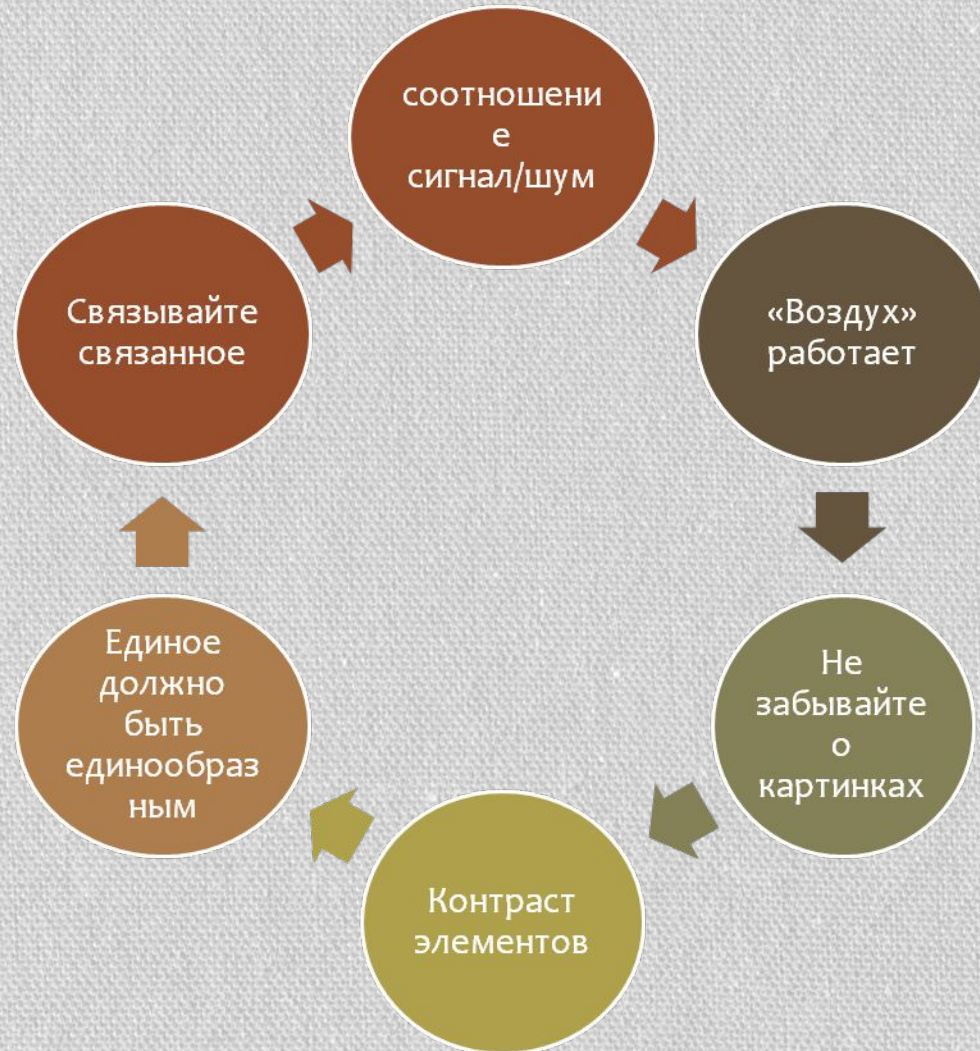 соотношени
е
сигнал/шум
«Воздух»
работает
Не
забывайте
о
картинках
Контраст
элементов
Единое
должно
быть
единообраз
ным
Связывайте
связанное